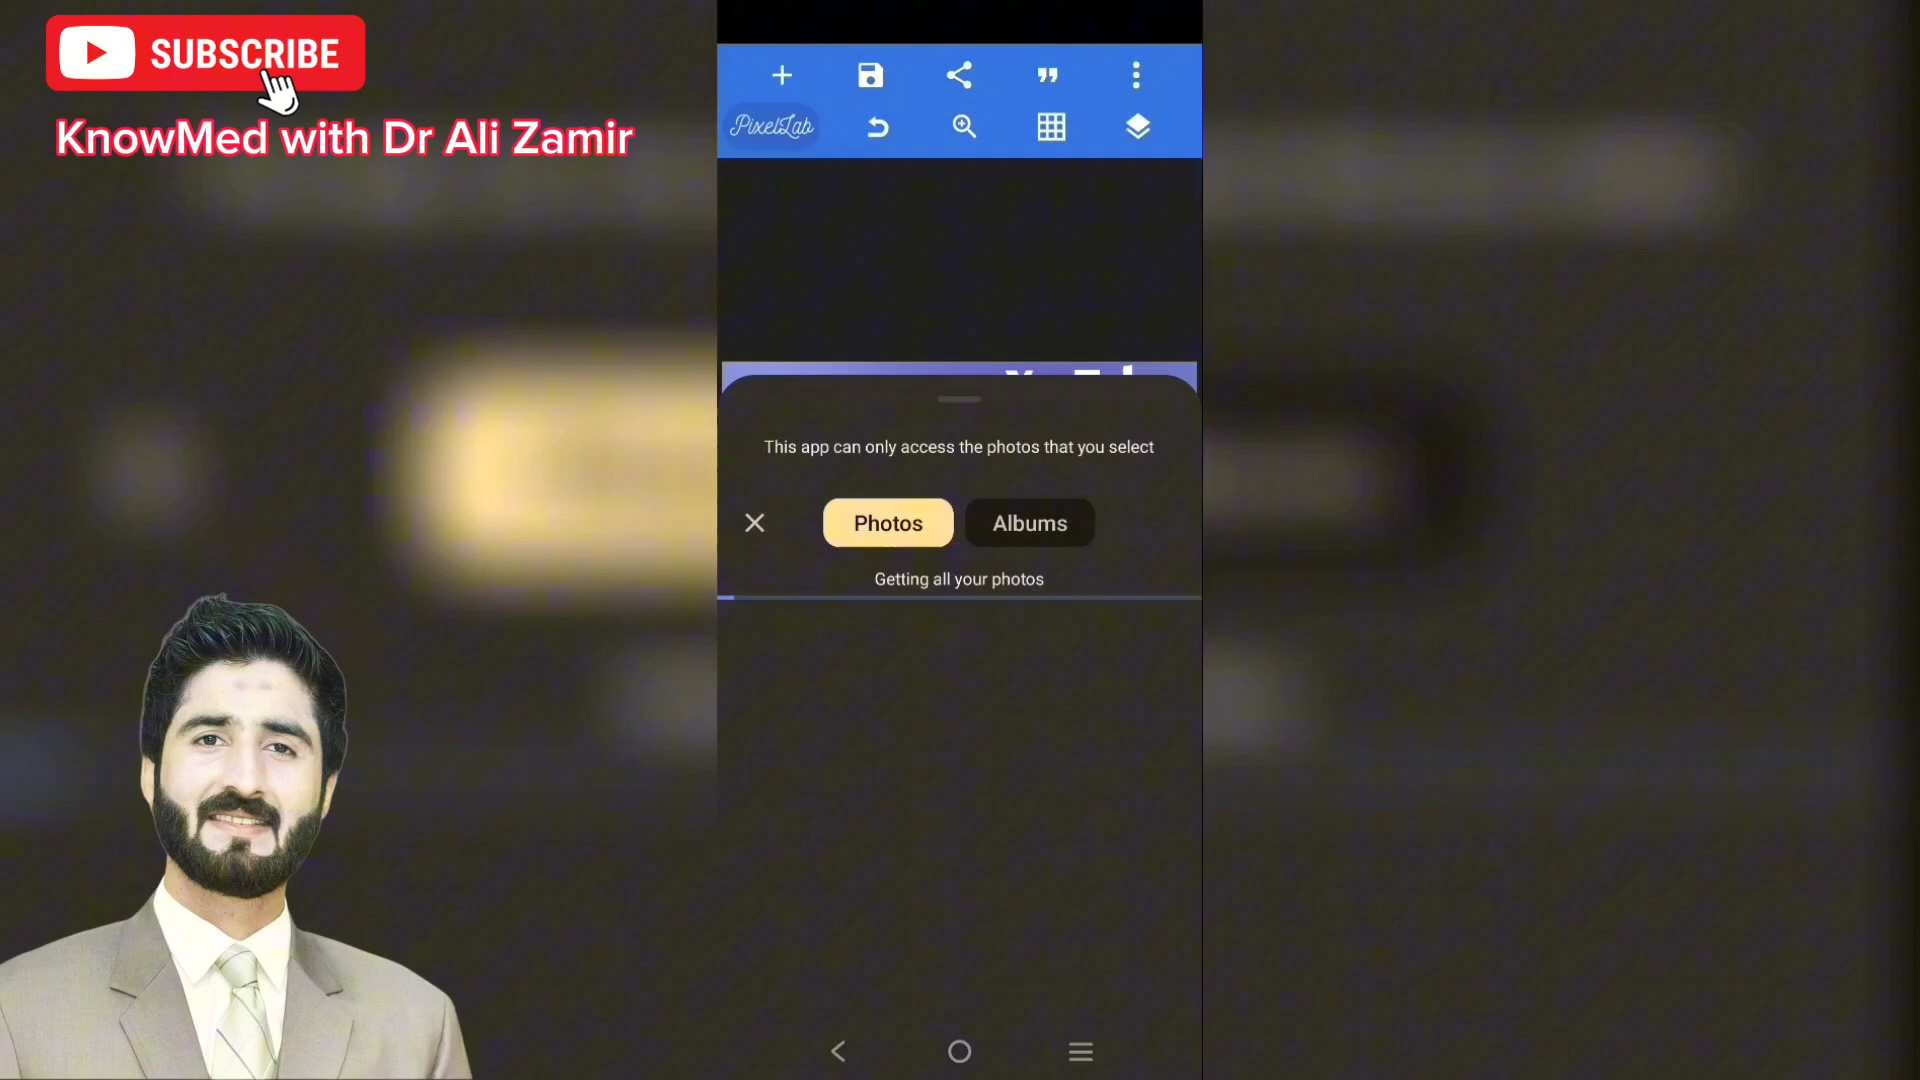 SUBSCRIBE
KnowMed with Dr Ali Zamir
PixelLab
This app can only access the photos that you select
Photos
Albums
Getting all your photos